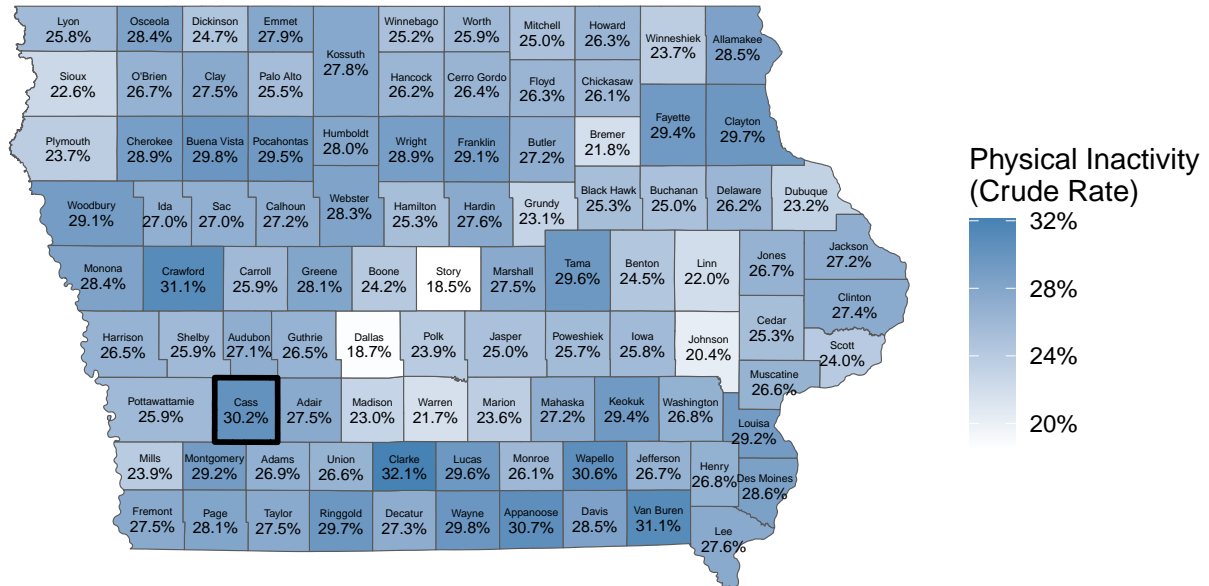 Lyon
25.8%
Osceola
28.4%
Dickinson
24.7%
Emmet
27.9%
Kossuth
27.8%
Winnebago
25.2%
Worth
25.9%
Mitchell
25.0%
Howard
26.3%
Winneshiek
23.7%
Allamakee
28.5%
Sioux
22.6%
O'Brien
26.7%
Clay
27.5%
Palo Alto
25.5%
Hancock
26.2%
Cerro Gordo
26.4%
Floyd
26.3%
Chickasaw
26.1%
Fayette
29.4%
Clayton
29.7%
Plymouth
23.7%
Cherokee
28.9%
Buena Vista
29.8%
Pocahontas
29.5%
Humboldt
28.0%
Wright
28.9%
Franklin
29.1%
Butler
27.2%
Bremer
21.8%
Woodbury
29.1%
Ida
27.0%
Sac
27.0%
Calhoun
27.2%
Webster
28.3%
Hamilton
25.3%
Hardin
27.6%
Grundy
23.1%
Black Hawk
25.3%
Buchanan
25.0%
Delaware
26.2%
Dubuque
23.2%
Monona
28.4%
Crawford
31.1%
Carroll
25.9%
Greene
28.1%
Boone
24.2%
Story
18.5%
Marshall
27.5%
Tama
29.6%
Benton
24.5%
Linn
22.0%
Jones
26.7%
Jackson
27.2%
Clinton
27.4%
Harrison
26.5%
Shelby
25.9%
Audubon
27.1%
Guthrie
26.5%
Dallas
18.7%
Polk
23.9%
Jasper
25.0%
Poweshiek
25.7%
Iowa
25.8%
Johnson
20.4%
Cedar
25.3%
Scott
24.0%
Muscatine
26.6%
Pottawattamie
25.9%
Cass
30.2%
Adair
27.5%
Madison
23.0%
Warren
21.7%
Marion
23.6%
Mahaska
27.2%
Keokuk
29.4%
Washington
26.8%
Louisa
29.2%
Mills
23.9%
Montgomery
29.2%
Adams
26.9%
Union
26.6%
Clarke
32.1%
Lucas
29.6%
Monroe
26.1%
Wapello
30.6%
Jefferson
26.7%
Henry
26.8%
Des Moines
28.6%
Fremont
27.5%
Page
28.1%
Taylor
27.5%
Ringgold
29.7%
Decatur
27.3%
Wayne
29.8%
Appanoose
30.7%
Davis
28.5%
Van Buren
31.1%
Lee
27.6%
Physical Inactivity
(Crude Rate)
32%
28%
24%
20%